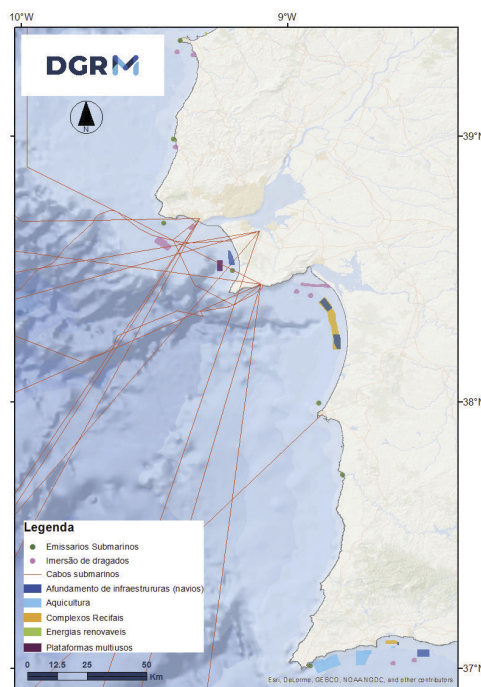 10°W 9°W
DGRM
N
39°N
38°N
Legenda
Emissarios Submarinos
Imersão de dragados
Cabos submarinos
Afundamento de infraestrururas (navios)
Aquicultura
Complexos Recifais
Energias renovaveis
Plataformas multiusos
0 12.5 25 50
Km
37°N
Esri, DeLorme, GEBCO, NOAA NGDC, and other contributors